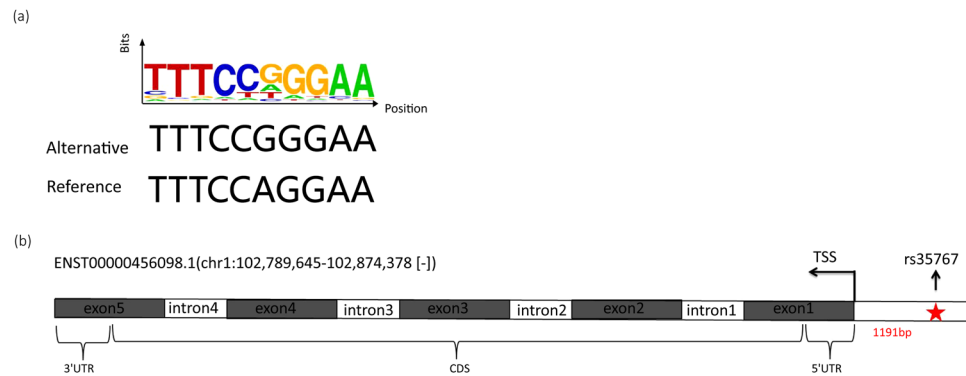 (a)
Bits
TTTCCGGGAA
Position
Alternative TTTCCGGGAA
Reference TTTCCAGGAA
(b)
ENST00000456098.1(chr1:102,789,645-102,874,378 [-])
TSS
rs35767
exon5 intron4 exon4 intron3 exon3 intron2 exon2 intron1 exon1
1191bp
3'UTR CDS 5'UTR